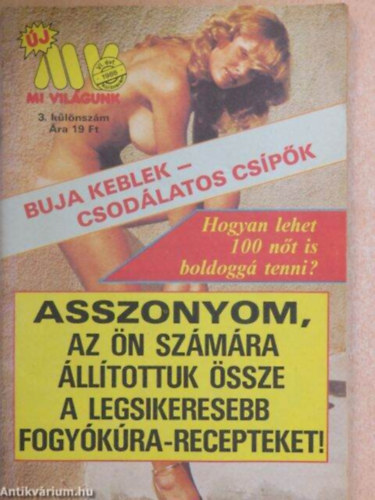 ÚJ
MV
1989
MI VILÁGUNK
3. különszám
Ára 19 Ft
BUJA KEBLEK –
CSODÁLATOS CSÍPŐK
Hogyan lehet
100 nőt is
boldoggá tenni?
ASSZONYOM,
AZ ÖN SZÁMÁRA
ÁLLÍTOTTUK ÖSSZE
A LEGSIKERESEBB
FOGYÓKÚRA-RECEPTEKET!
Antikvárium.hu